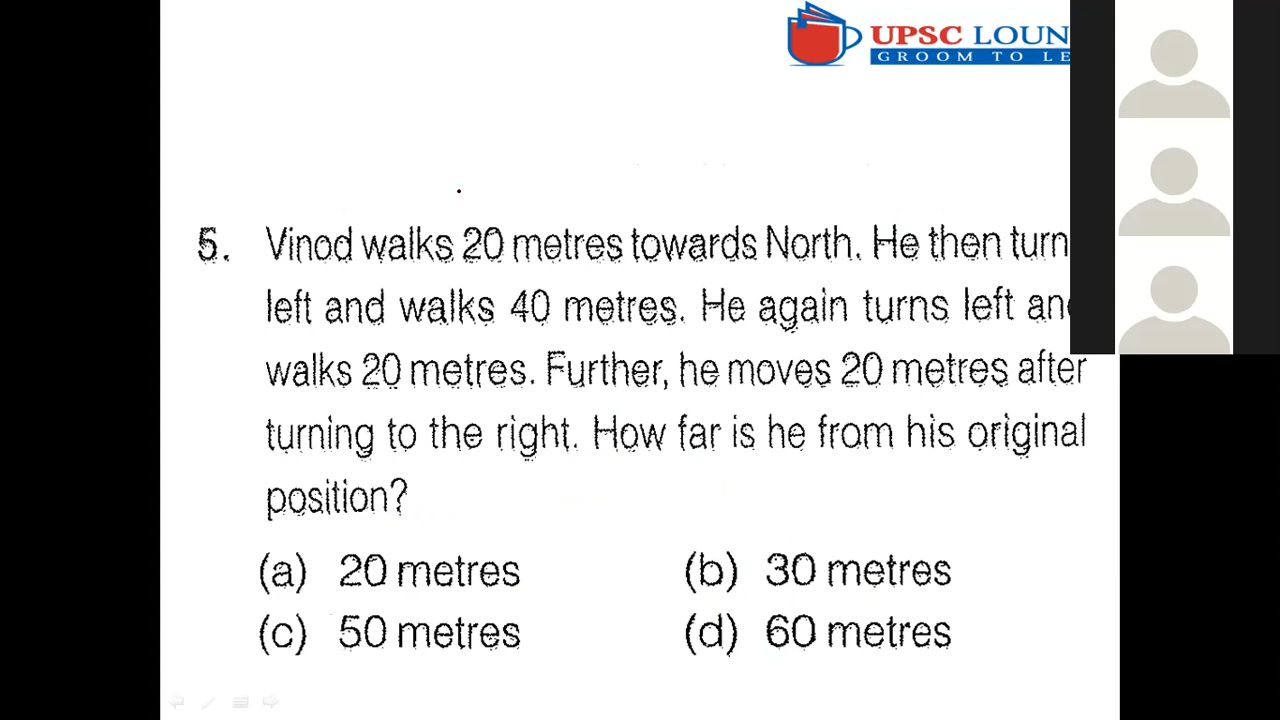 UPSC LOUN
GROOM TO LE
5. Vinod walks 20 metres towards North. He then turn
left and walks 40 metres. He again turns left and
walks 20 metres. Further, he moves 20 metres after
turning to the right. How far is he from his original
position?
(a) 20 metres (b) 30 metres
(c) 50 metres (d) 60 metres